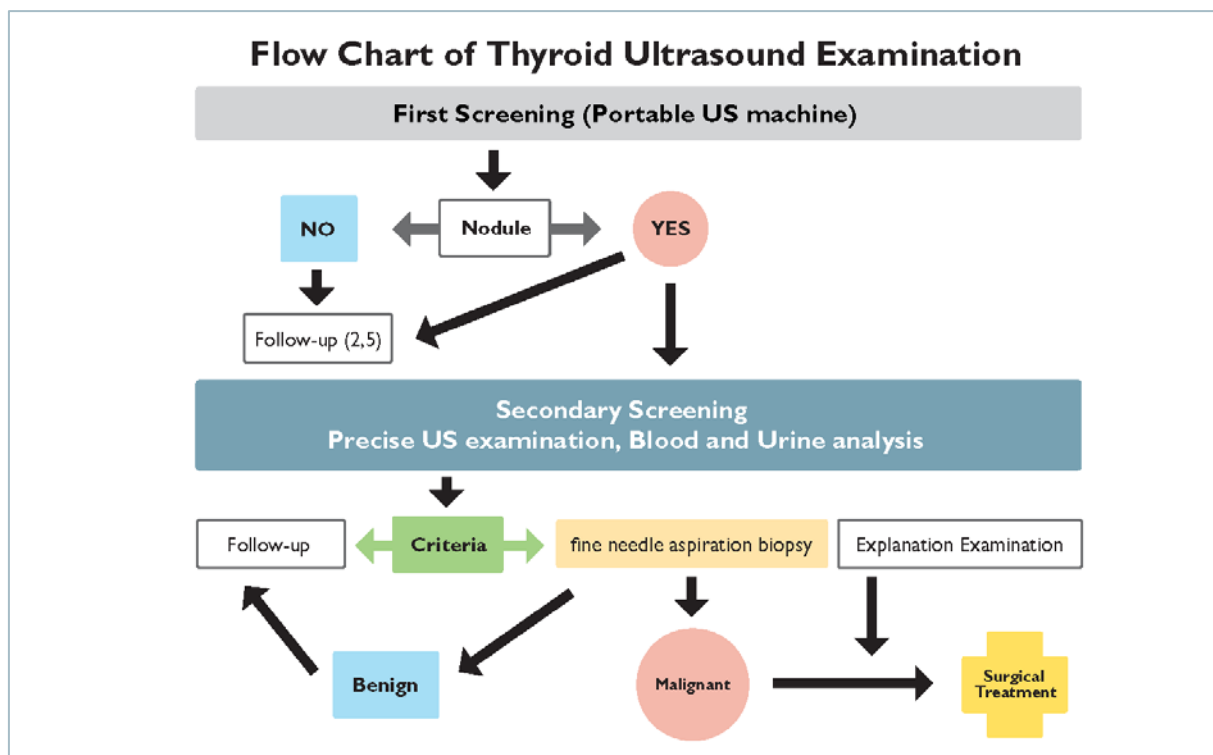 Flow Chart of Thyroid Ultrasound Examination
First Screening (Portable US machine)
NO
Nodule
YES
Follow-up (2,5)
Secondary Screening
Precise US examination, Blood and Urine analysis
Follow-up
Criteria
fine needle aspiration biopsy
Explanation Examination
Benign
Malignant
Surgical
Treatment